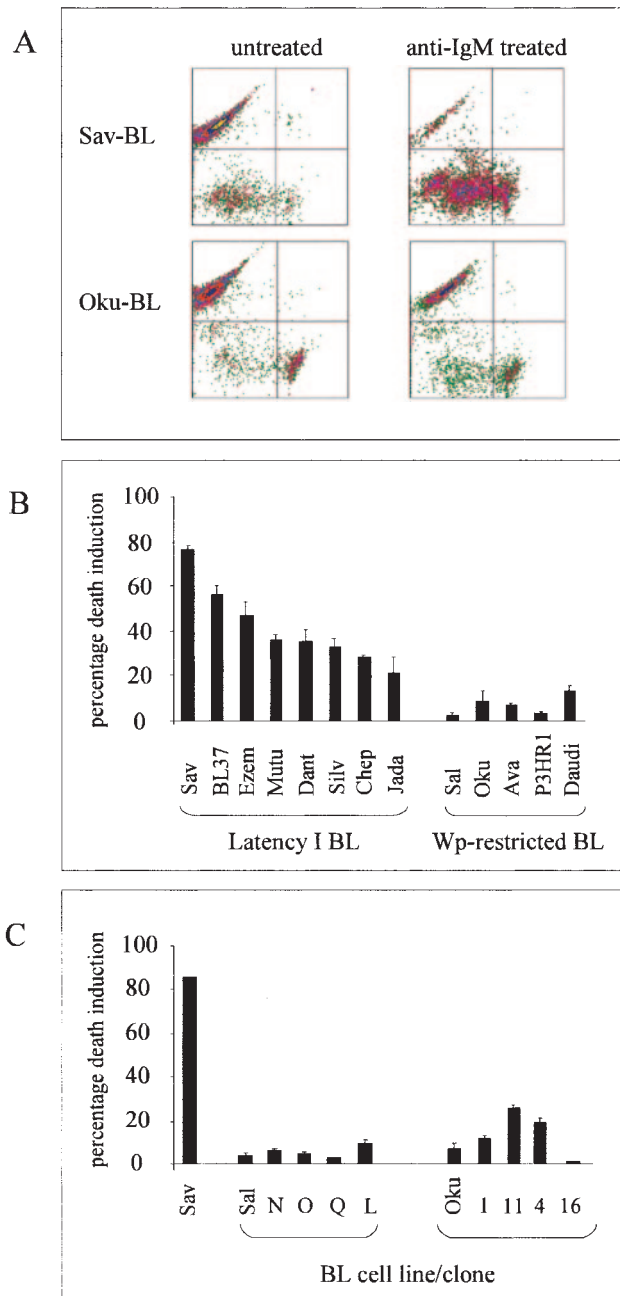 A
untreated anti-IgM treated
Sav-BL
Oku-BL
B
percentage death induction
100
80
60
40
20
0
Sav BL37 Ezem Mutu Dant Silv Chep Jada Sal Oku Ava P3HR1 Daudi
Latency I BL Wp-restricted BL
C
percentage death induction
100
80
60
40
20
0
Sav Sal N O Q L Oku 1 11 4 16
BL cell line/clone